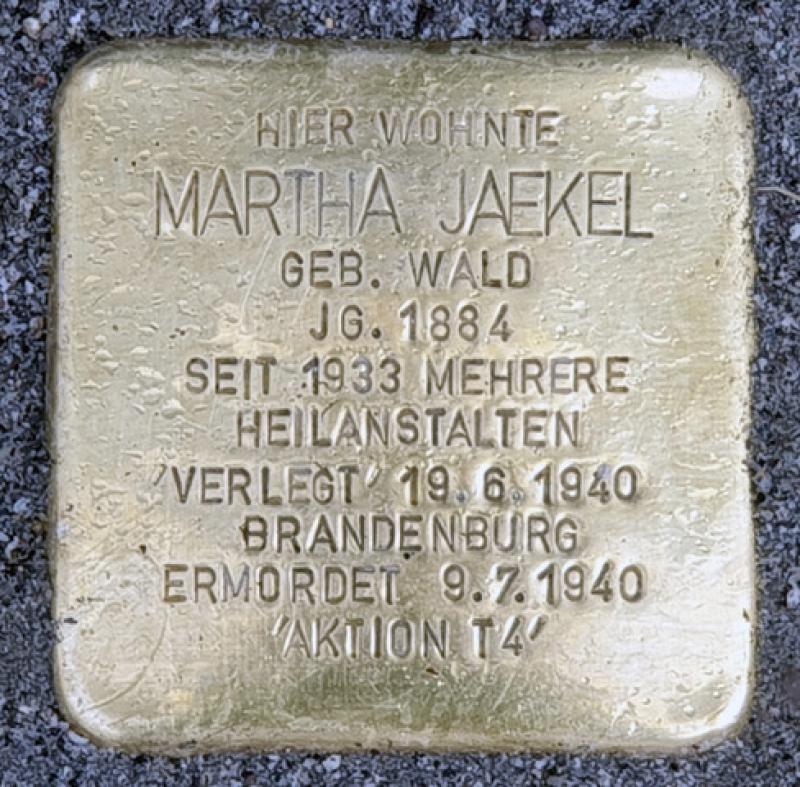 HIER WOHNTE
MARTHA JAEKEL
GEB. WALD
JG. 1884
SEIT 1933 MEHRERE
HEILANSTALTEN
'VERLEGT' 19.6.1940
BRANDENBURG
ERMORDET 9.7.1940
'AKTION T4'